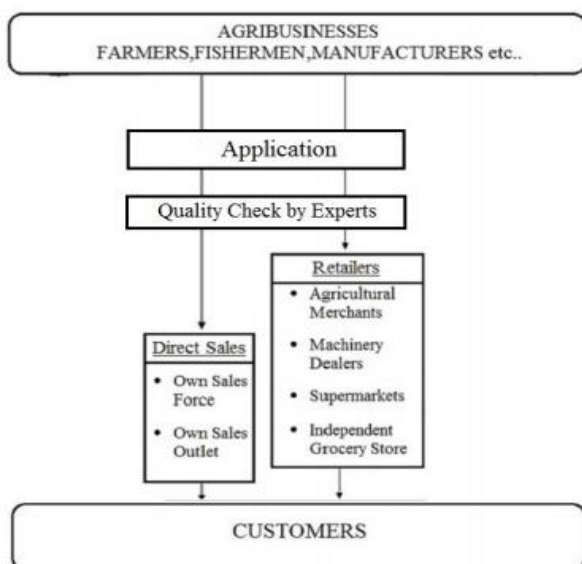 AGRIBUSINESSES
FARMERS,FISHERMEN,MANUFACTURERS etc..
Application
Quality Check by Experts
Retailers
• Agricultural
Merchants
• Machinery
Dealers
• Supermarkets
• Independent
Grocery Store
Direct Sales
• Own Sales
Force
• Own Sales
Outlet
CUSTOMERS